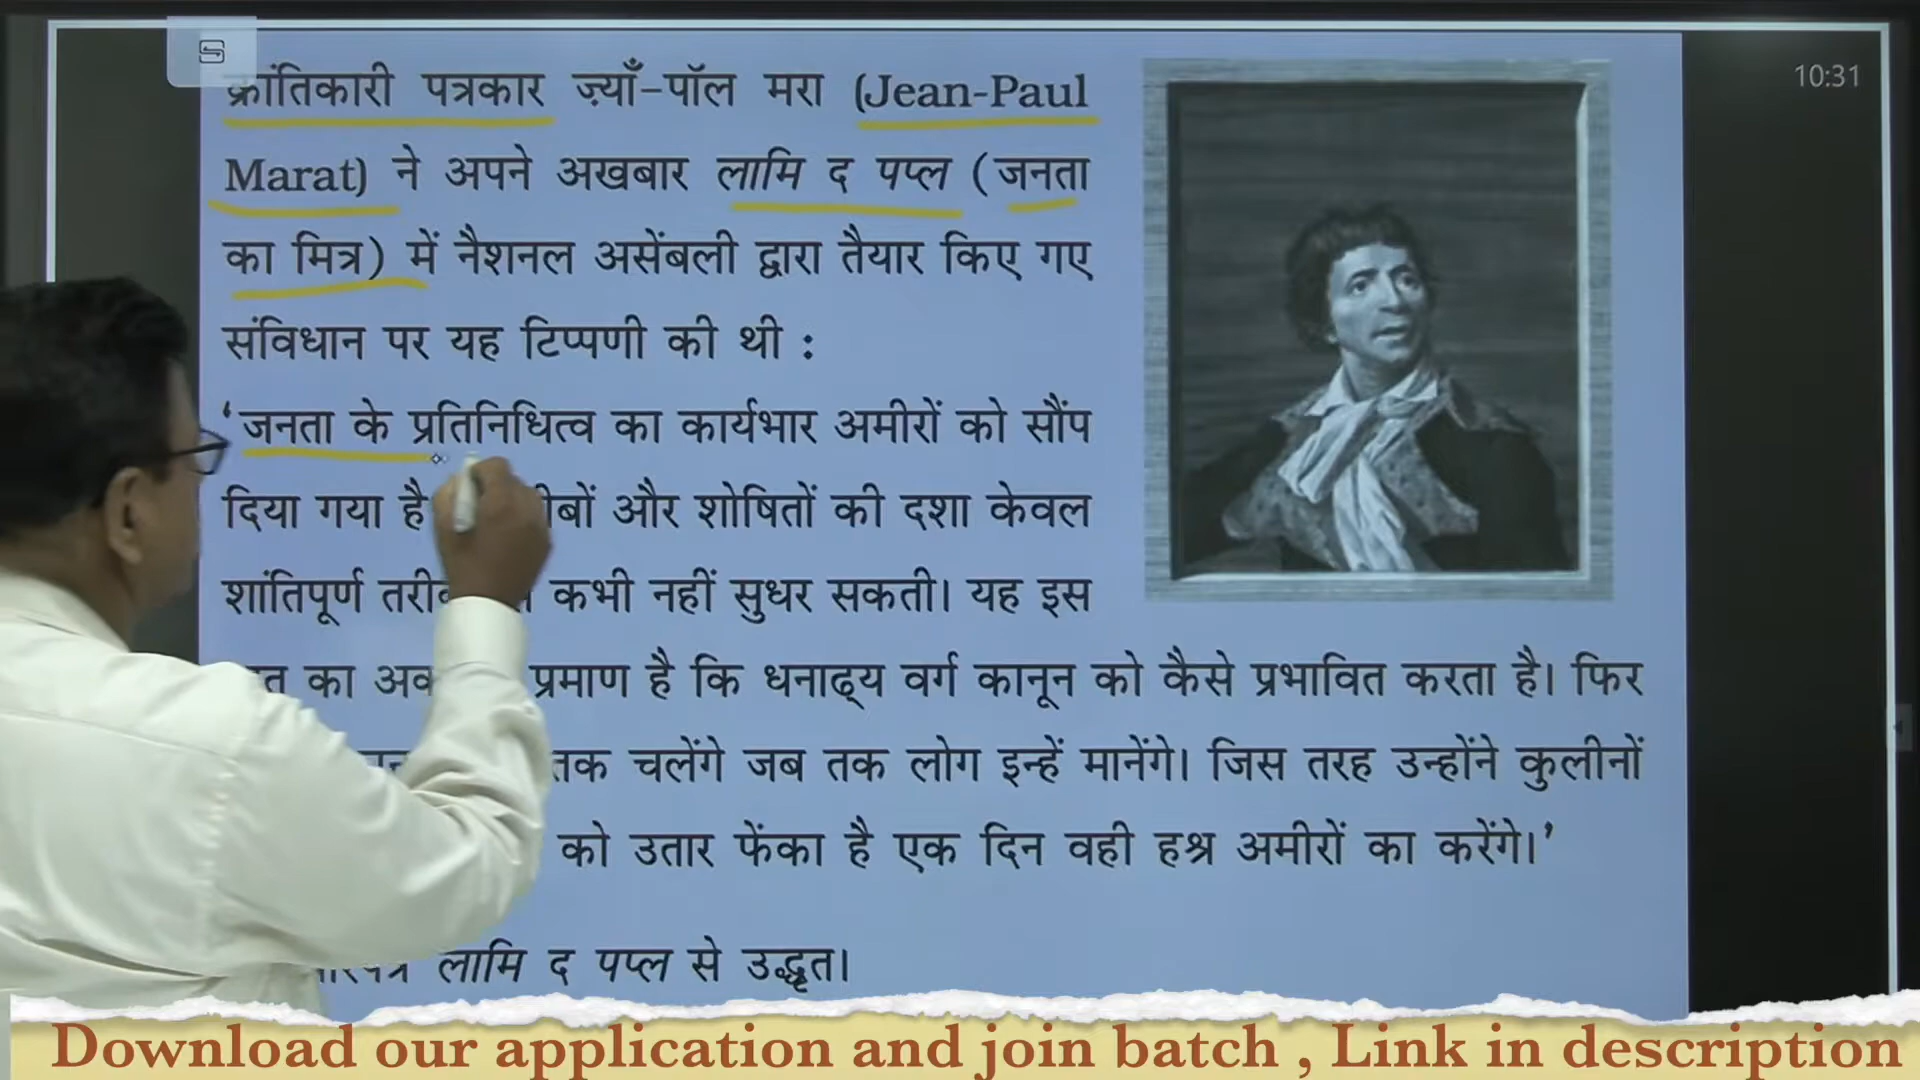 10:31
क्रांतिकारी पत्रकार ज़्याँ-पॉल मरा (Jean-Paul
Marat) ने अपने अखबार लामि द पप्ल (जनता
का मित्र) में नैशनल असेंबली द्वारा तैयार किए गए
संविधान पर यह टिप्पणी की थी :
‘जनता के प्रतिनिधित्व का कार्यभार अमीरों को सौंप
दिया गया है और शोषितों की दशा केवल
शांतिपूर्ण कभी नहीं सुधर सकती। यह इस
का प्रमाण है कि धनाढ्य वर्ग कानून को कैसे प्रभावित करता है। फिर
तक चलेंगे जब तक लोग इन्हें मानेंगे। जिस तरह उन्होंने कुलीनों
को उतार फेंका है एक दिन वही हश्र अमीरों का करेंगे।’
लामि द पप्ल से उद्धृत।
Download our application and join batch , Link in description